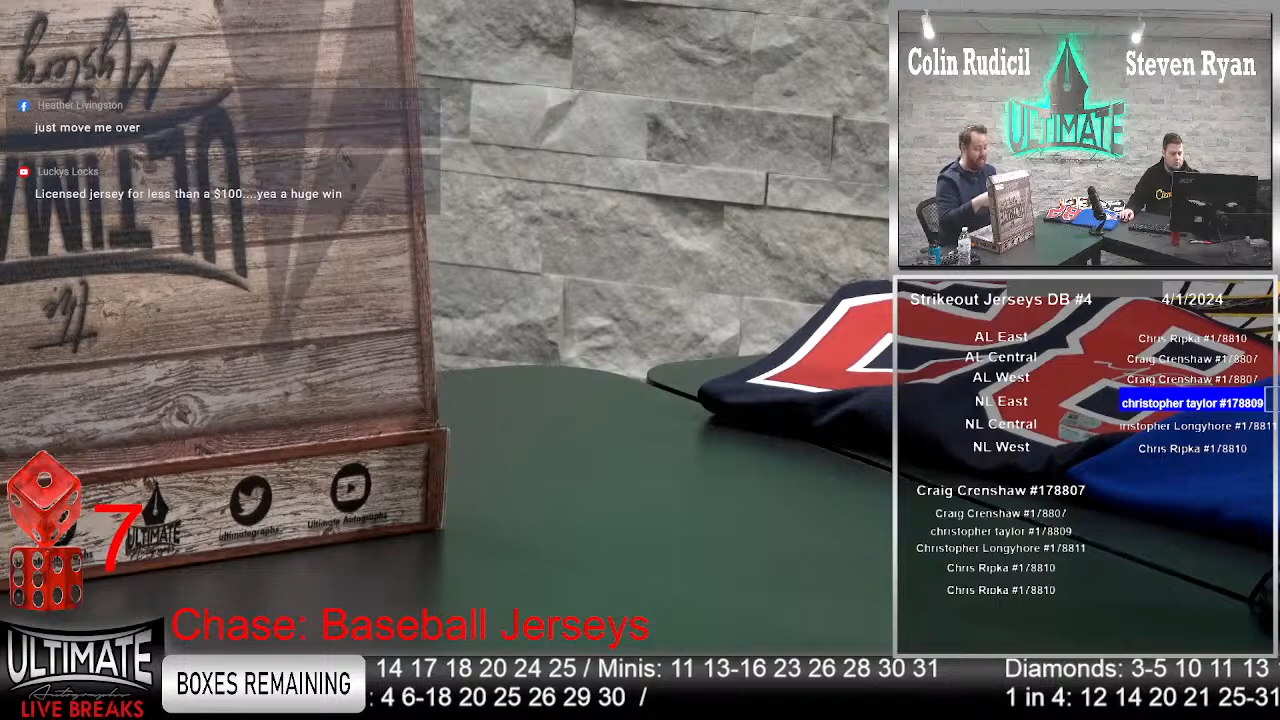 Heather Livingston
just move me over
Luckys Locks
Licensed jersey for less than a $100....yea a huge win
ULTIMATE
ultimategraphs
Ultimate Autographs
7
Colin Rudicil
Steven Ryan
ULTIMATE
Strikeout Jerseys DB #4 4/1/2024
AL East Chris Ripka #178810
AL Central Craig Crenshaw #178807
AL West Craig Crenshaw #178807
NL East christopher taylor #178809
NL Central ristopher Longyhore #17881
NL West Chris Ripka #178810
Craig Crenshaw #178807
Craig Crenshaw #178807
christopher taylor #178809
Christopher Longyhore #178811
Chris Ripka #178810
Chris Ripka #178810
Chase: Baseball Jerseys
ULTIMATE
Autographs
LIVE BREAKS
BOXES REMAINING
14 17 18 20 24 25 / Minis: 11 13-16 23 26 28 30 31 Diamonds: 3-5 10 11 13
: 4 6-18 20 25 26 29 30 / 1 in 4: 12 14 20 21 25-31